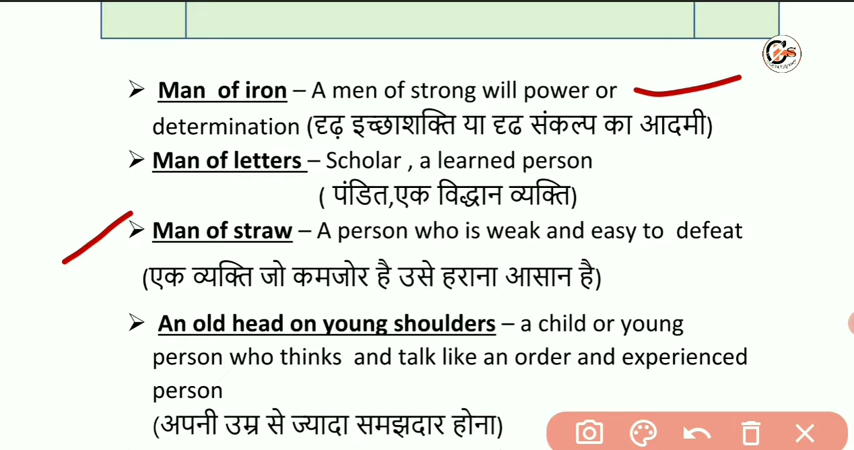 ➢ Man of iron – A men of strong will power or
determination (दृढ़ इच्छाशक्ति या दृढ संकल्प का आदमी)
➢ Man of letters – Scholar , a learned person
( पंडित,एक विद्धान व्यक्ति)
➢ Man of straw – A person who is weak and easy to defeat
(एक व्यक्ति जो कमजोर है उसे हराना आसान है)
➢ An old head on young shoulders – a child or young
person who thinks and talk like an order and experienced
person
(अपनी उम्र से ज्यादा समझदार होना)